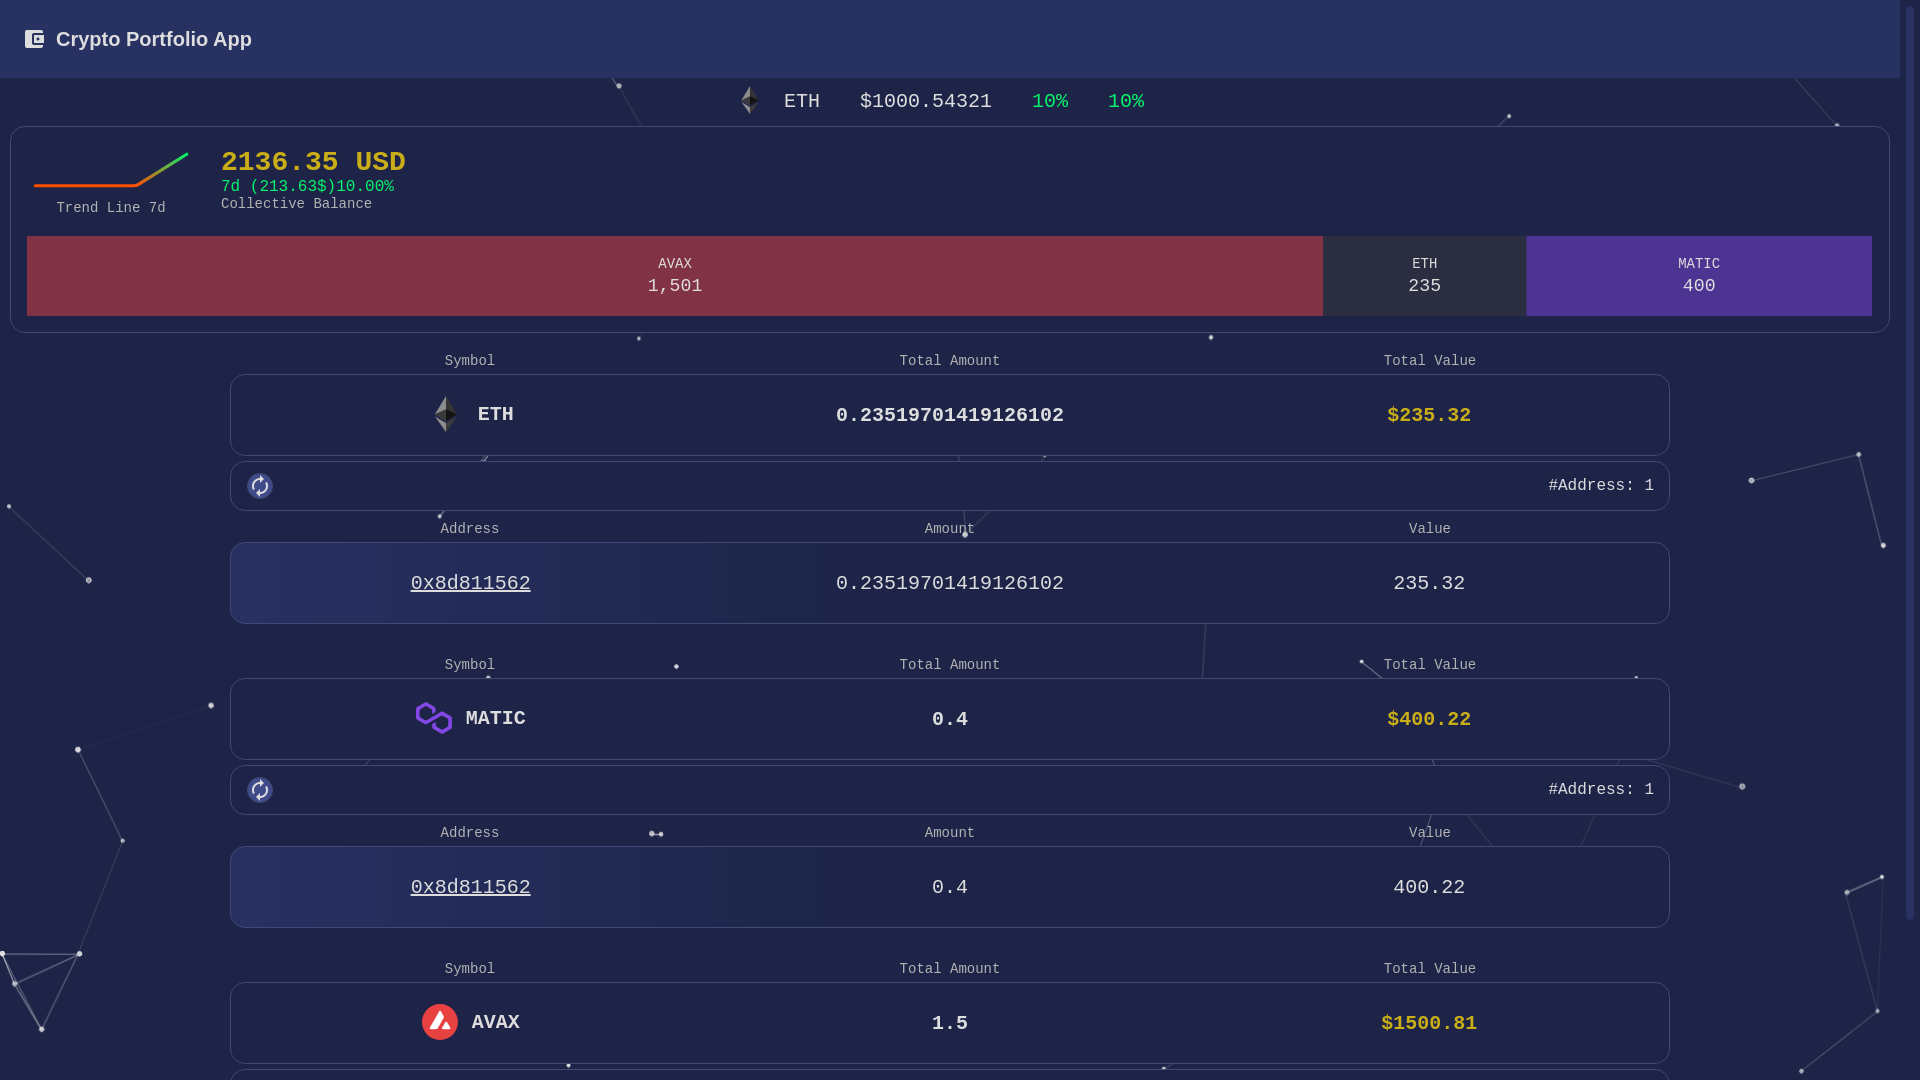 Crypto Portfolio App
ETH $1000.54321 10% 10%
2136.35 USD
7d (213.63$)10.00%
Collective Balance
Trend Line 7d
AVAX ETH MATIC
1,501 235 400
Symbol Total Amount Total Value
ETH 0.23519701419126102 $235.32
#Address: 1
Address Amount Value
0x8d811562 0.23519701419126102 235.32
Symbol Total Amount Total Value
MATIC 0.4 $400.22
#Address: 1
Address Amount Value
0x8d811562 0.4 400.22
Symbol Total Amount Total Value
AVAX 1.5 $1500.81